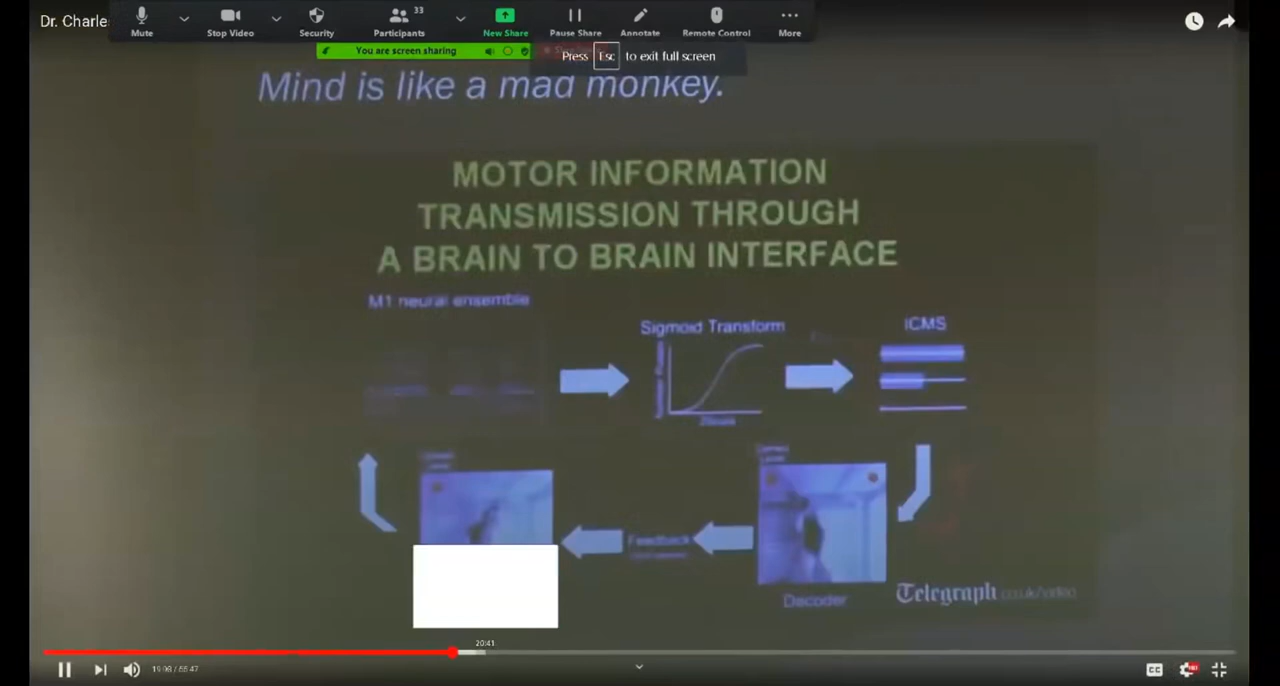 Dr. Charles
Mute
Stop Video
Security
33
Participants
New Share
Pause Share
Annotate
Remote Control
More
You are screen sharing
Press Esc to exit full screen
Mind is like a mad monkey.
MOTOR INFORMATION
TRANSMISSION THROUGH
A BRAIN TO BRAIN INTERFACE
M1 neural ensemble
Sigmoid Transform
ICMS
Feedback
Decoder
Telegraph.co.uk/video
20:41
CC